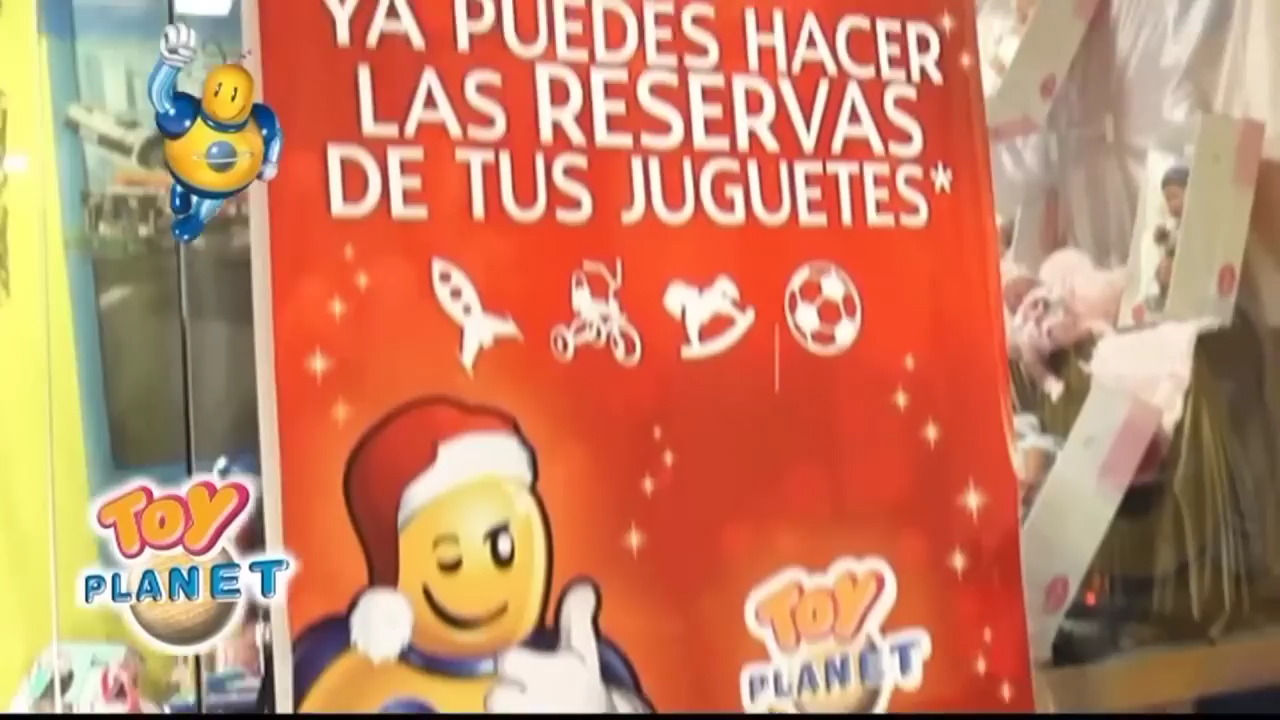 YA PUEDES HACER
LAS RESERVAS
DE TUS JUGUETES*
TOY
PLANET
TOY
PLANET